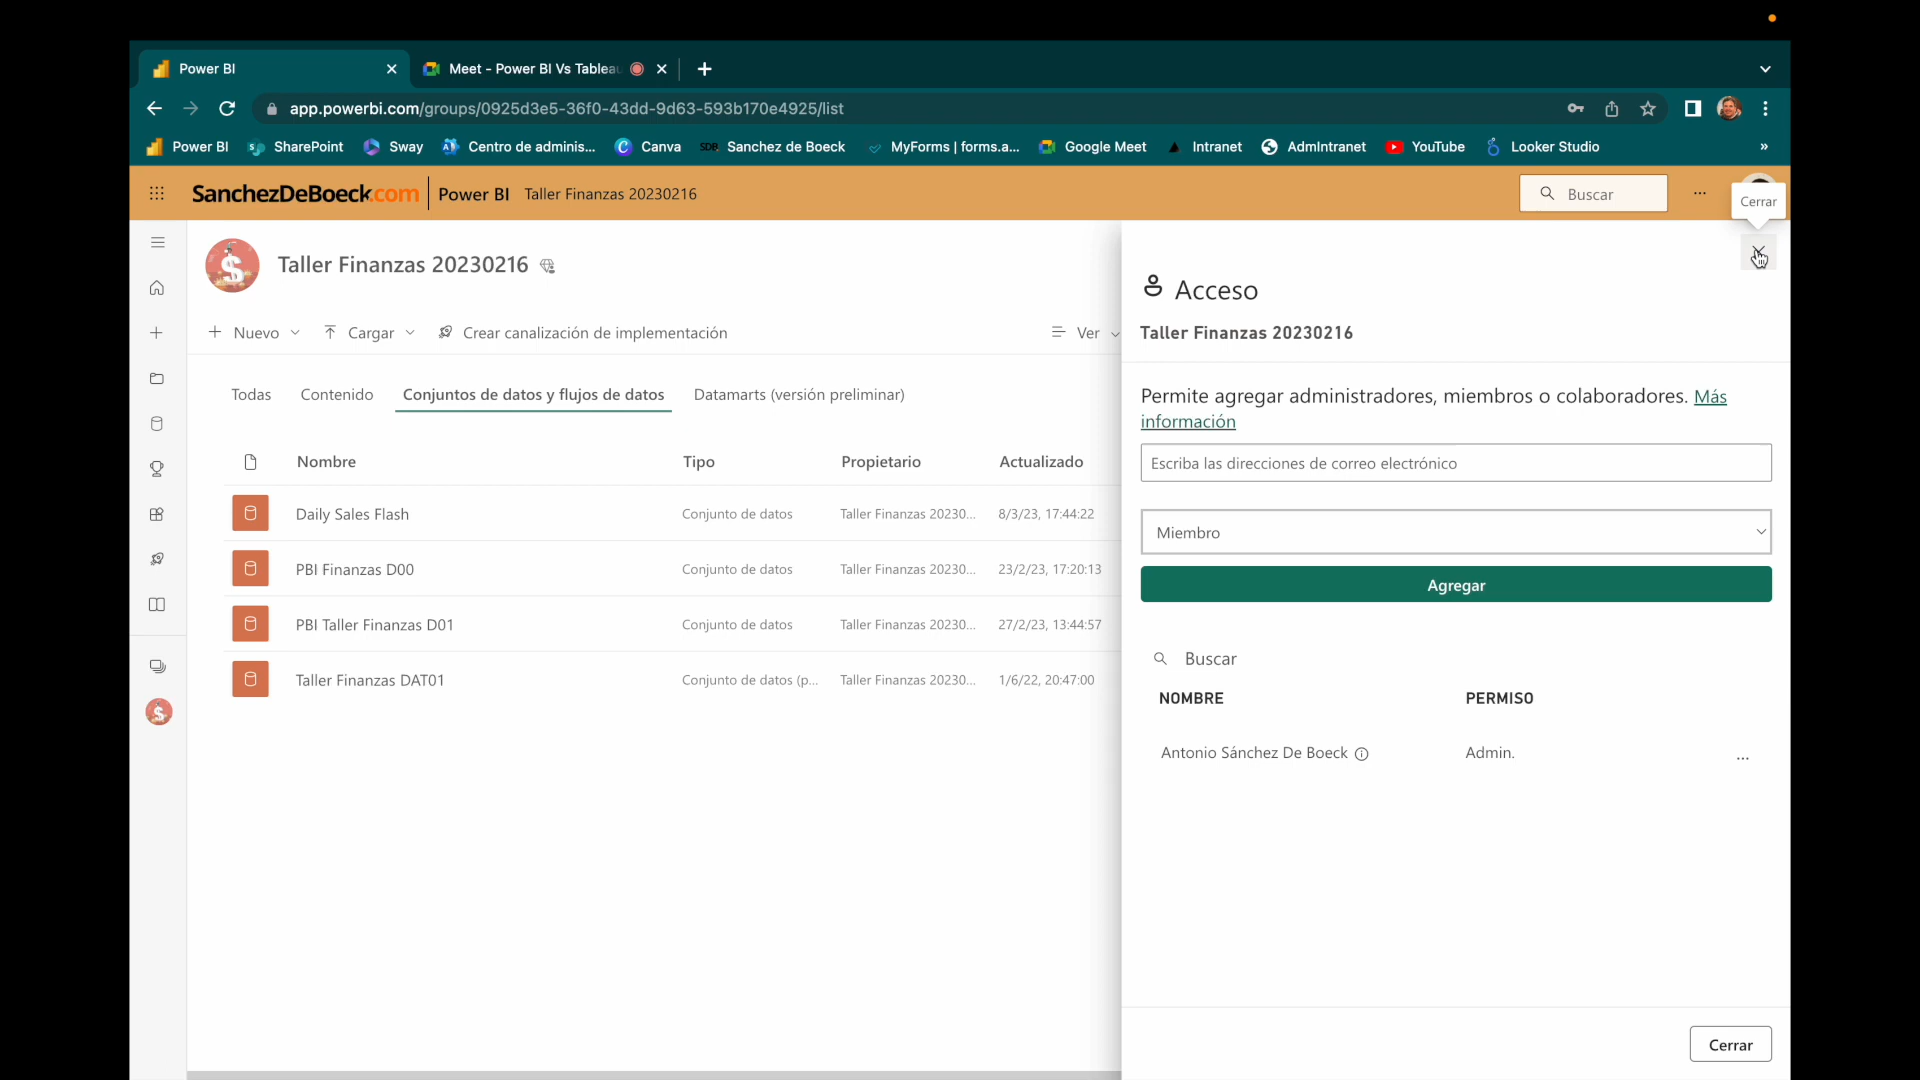 Power BI
Meet - Power BI Vs Tableau
app.powerbi.com/groups/0925d3e5-36f0-43dd-9d63-593b170e4925/list
Power BI SharePoint Sway Centro de adminis... Canva SDB Sanchez de Boeck MyForms | forms.a... Google Meet Intranet AdmIntranet YouTube Looker Studio »
SanchezDeBoeck.com Power BI Taller Finanzas 20230216 Buscar ...
Cerrar
Taller Finanzas 20230216
Nuevo Cargar Crear canalización de implementación Ver
Todas Contenido Conjuntos de datos y flujos de datos Datamarts (versión preliminar)
Nombre Tipo Propietario Actualizado
Daily Sales Flash Conjunto de datos Taller Finanzas 20230... 8/3/23, 17:44:22
PBI Finanzas D00 Conjunto de datos Taller Finanzas 20230... 23/2/23, 17:20:13
PBI Taller Finanzas D01 Conjunto de datos Taller Finanzas 20230... 27/2/23, 13:44:57
Taller Finanzas DAT01 Conjunto de datos (p... Taller Finanzas 20230... 1/6/22, 20:47:00
Acceso
Taller Finanzas 20230216
Permite agregar administradores, miembros o colaboradores. Más
información
Escriba las direcciones de correo electrónico
Miembro
Agregar
Buscar
NOMBRE PERMISO
Antonio Sánchez De Boeck Admin. ...
Cerrar